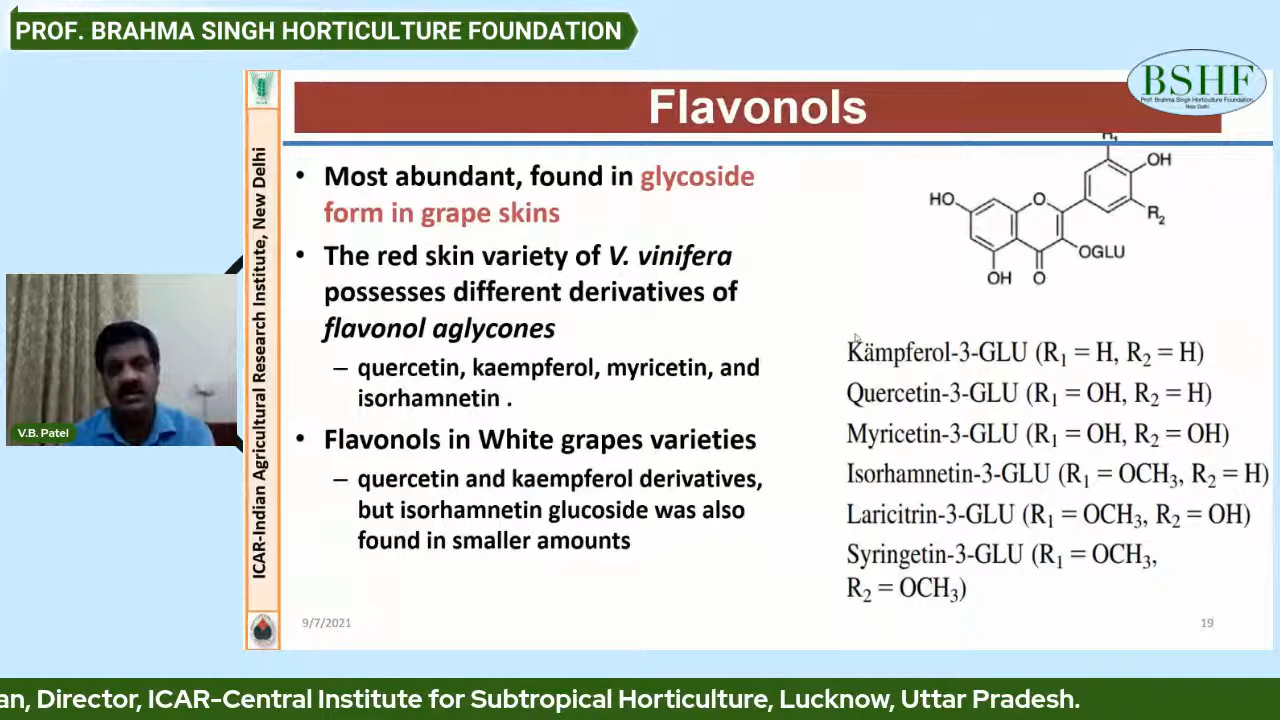 PROF. BRAHMA SINGH HORTICULTURE FOUNDATION
BSHF
Prof. Brahma Singh Horticulture Foundation
New Delhi
Flavonols
ICAR-Indian Agricultural Research Institute, New Delhi
• Most abundant, found in glycoside
form in grape skins
• The red skin variety of V. vinifera
possesses different derivatives of
flavonol aglycones
– quercetin, kaempferol, myricetin, and
isorhamnetin .
• Flavonols in White grapes varieties
– quercetin and kaempferol derivatives,
but isorhamnetin glucoside was also
found in smaller amounts
R₁
OH
HO
O
R₂
OGLU
OH
O
Kämpferol-3-GLU (R₁ = H, R₂ = H)
Quercetin-3-GLU (R₁ = OH, R₂ = H)
Myricetin-3-GLU (R₁ = OH, R₂ = OH)
Isorhamnetin-3-GLU (R₁ = OCH₃, R₂ = H)
Laricitrin-3-GLU (R₁ = OCH₃, R₂ = OH)
Syringetin-3-GLU (R₁ = OCH₃,
R₂ = OCH₃)
V.B. Patel
9/7/2021
19
an, Director, ICAR-Central Institute for Subtropical Horticulture, Lucknow, Uttar Pradesh.